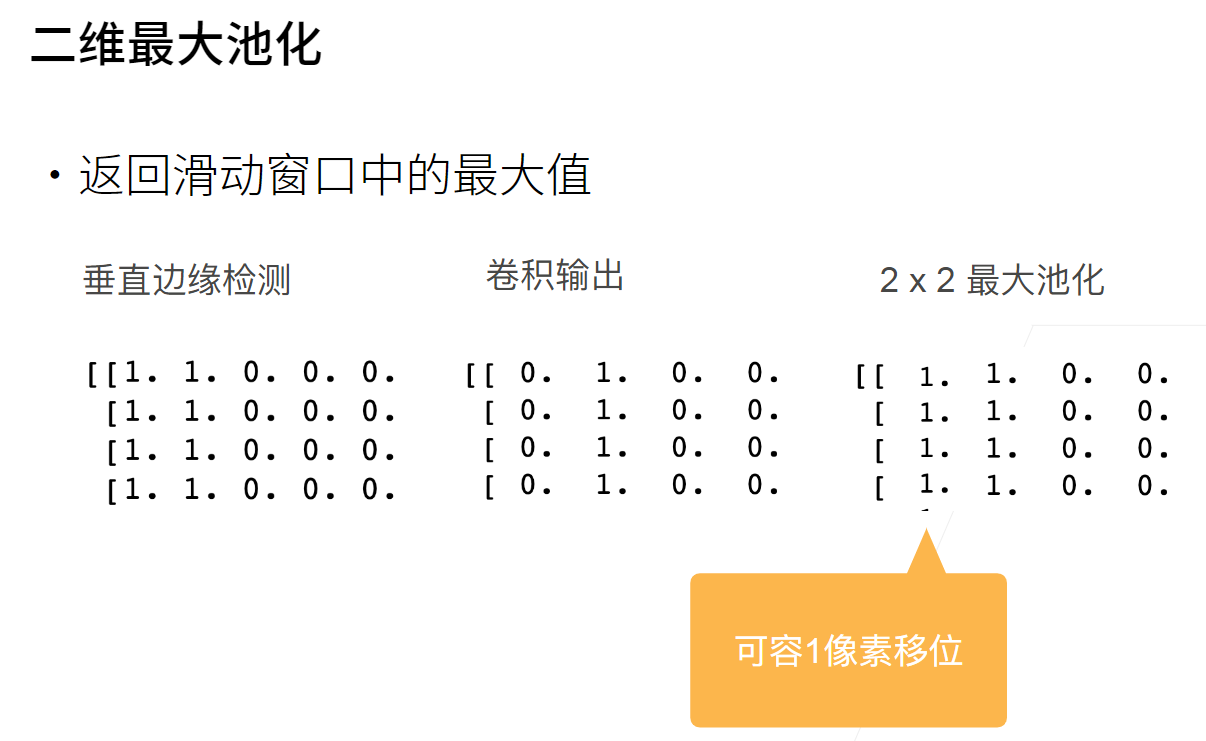 二维最大池化
• 返回滑动窗口中的最大值
垂直边缘检测
[[1. 1. 0. 0. 0.
[1. 1. 0. 0. 0.
[1. 1. 0. 0. 0.
[1. 1. 0. 0. 0.
卷积输出
[[ 0. 1. 0. 0.
[ 0. 1. 0. 0.
[ 0. 1. 0. 0.
[ 0. 1. 0. 0.
2 x 2 最大池化
[[ 1. 1. 0. 0.
[ 1. 1. 0. 0.
[ 1. 1. 0. 0.
[ 1. 1. 0. 0.
可容1像素移位